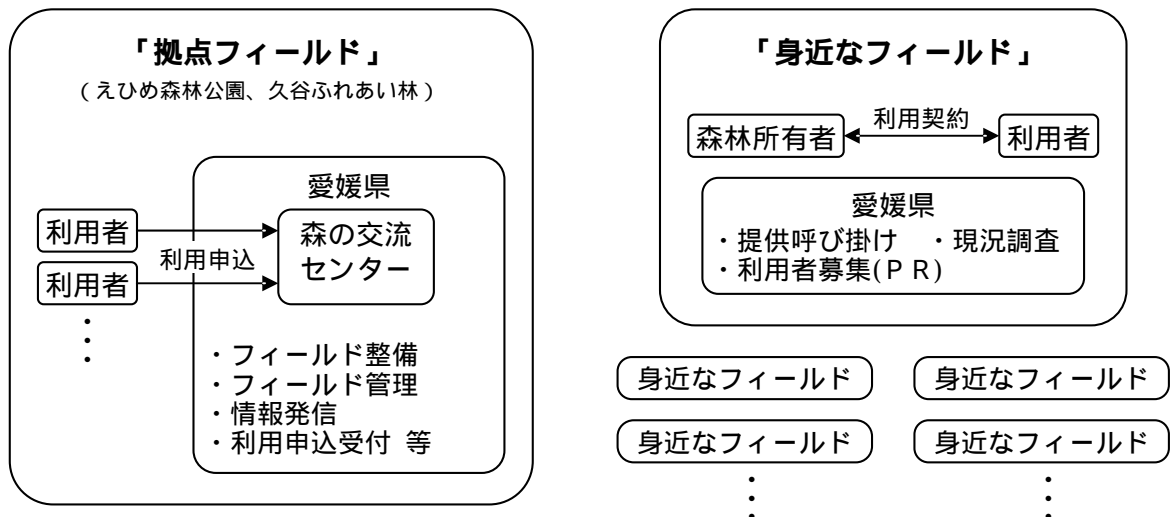 「拠点フィールド」
(えひめ森林公園、久谷ふれあい林)
愛媛県
利用者
利用者
利用申込
森の交流
センター
・フィールド整備
・フィールド管理
・情報発信
・利用申込受付 等
「身近なフィールド」
森林所有者
利用契約
利用者
愛媛県
・提供呼び掛け ・現況調査
・利用者募集(PR)
身近なフィールド 身近なフィールド
身近なフィールド 身近なフィールド